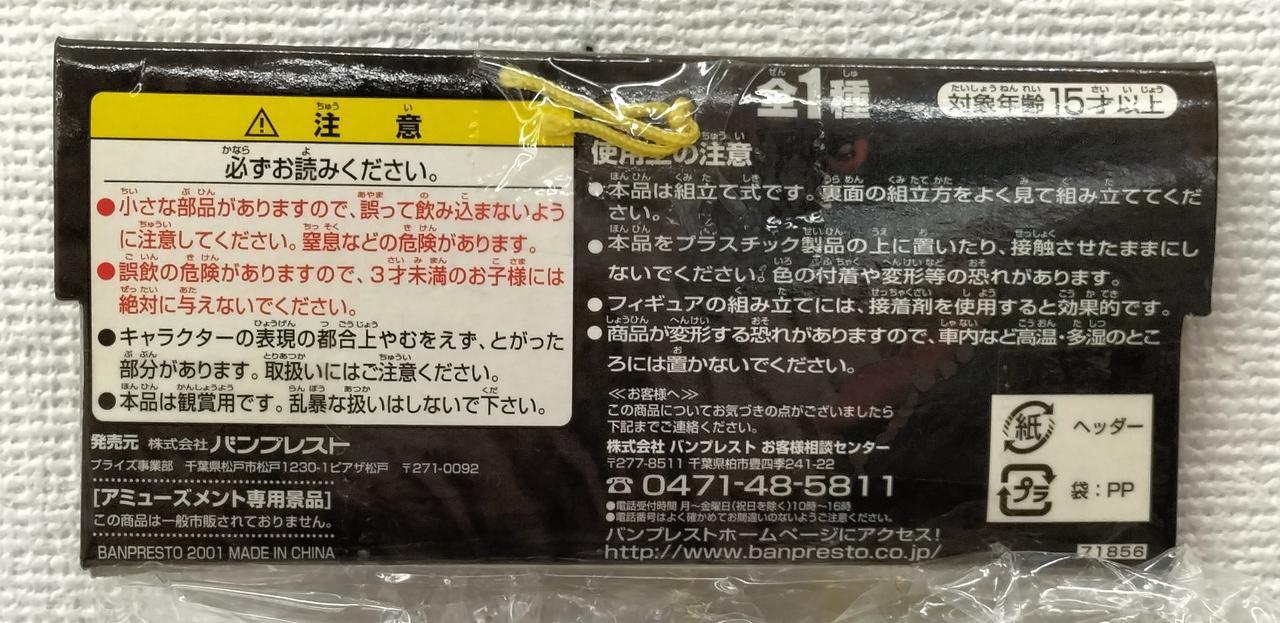 ⚠ 注意
必ずお読みください。
●小さな部品がありますので、誤って飲み込まないよう
に注意してください。窒息などの危険があります。
●誤飲の危険がありますので、3才未満のお子様には
絶対に与えないでください。
●キャラクターの表現の都合上やむをえず、とがった
部分があります。取扱いにはご注意ください。
●本品は観賞用です。乱暴な扱いはしないで下さい。
発売元 株式会社 バンプレスト
プライズ事業部 千葉県松戸市松戸1230-1ピアザ松戸 〒271-0092
[アミューズメント専用景品]
この商品は一般市販されておりません。
BANPRESTO 2001 MADE IN CHINA
全1種
対象年齢 15才以上
使用上の注意
●本品は組立て式です。裏面の組立方をよく見て組み立ててくだ
さい。
●本品をプラスチック製品の上に置いたり、接触させたままにし
ないでください。色の付着や変形等の恐れがあります。
●フィギュアの組み立てには、接着剤を使用すると効果的です。
●商品が変形する恐れがありますので、車内など高温・多湿のとこ
ろには置かないでください。
≪お客様へ≫
この商品についてお気づきの点がございましたら
下記までご連絡ください。
株式会社 バンプレスト お客様相談センター
〒277-8511 千葉県柏市豊四季241-22
☎ 0471-48-5811
●電話受付時間 月〜金曜日(祝日を除く)10時〜16時
●電話番号はよく確かめてお間違いのないようご注意ください。
バンプレストホームページにアクセス!
http://www.banpresto.co.jp/
紙 ヘッダー
プラ 袋:PP
71856